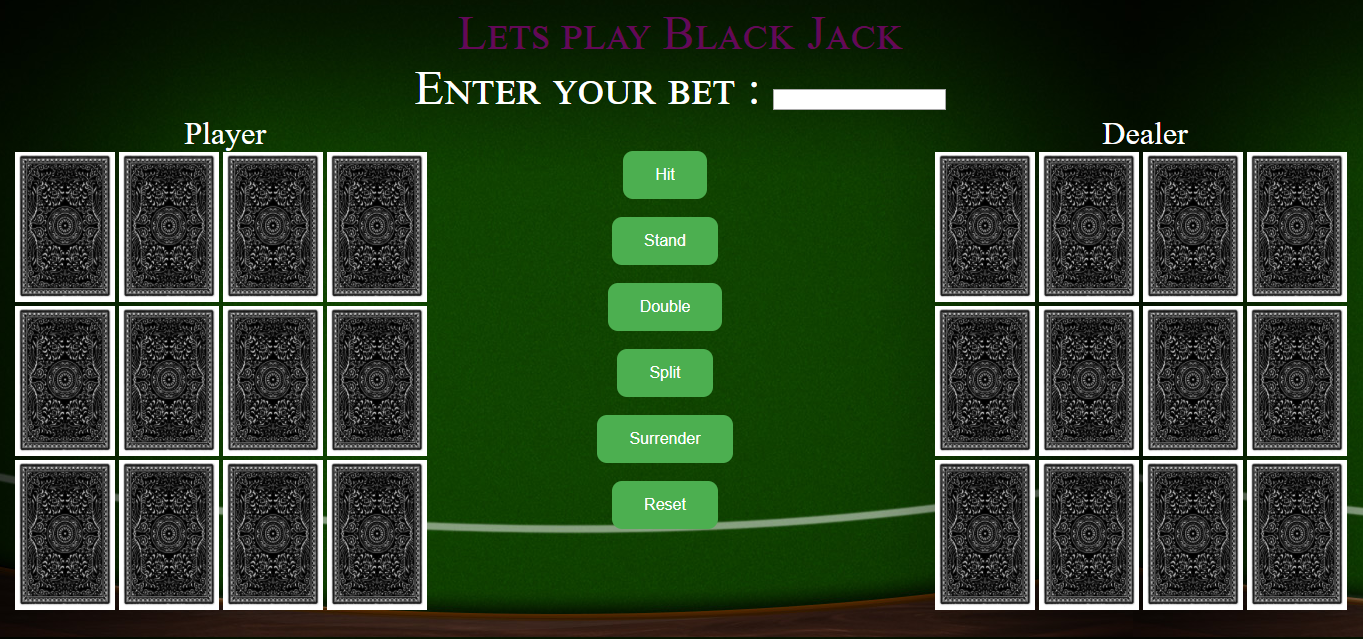 Lets play Black Jack
Enter your bet :
Player
Dealer
Hit
Stand
Double
Split
Surrender
Reset